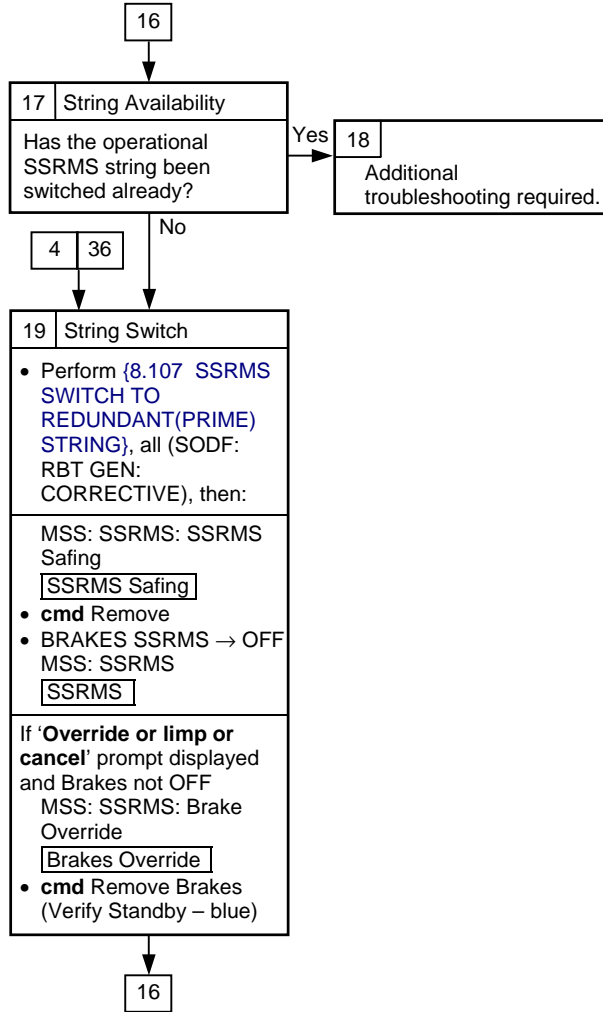 16
17 String Availability
Has the operational
SSRMS string been
switched already?
Yes
18
Additional
troubleshooting required.
No
4 36
19 String Switch
• Perform {8.107 SSRMS
SWITCH TO
REDUNDANT(PRIME)
STRING}, all (SODF:
RBT GEN:
CORRECTIVE), then:
MSS: SSRMS: SSRMS
Safing
SSRMS Safing
• cmd Remove
• BRAKES SSRMS → OFF
MSS: SSRMS
SSRMS
If ‘Override or limp or
cancel’ prompt displayed
and Brakes not OFF
MSS: SSRMS: Brake
Override
Brakes Override
• cmd Remove Brakes
(Verify Standby – blue)
16